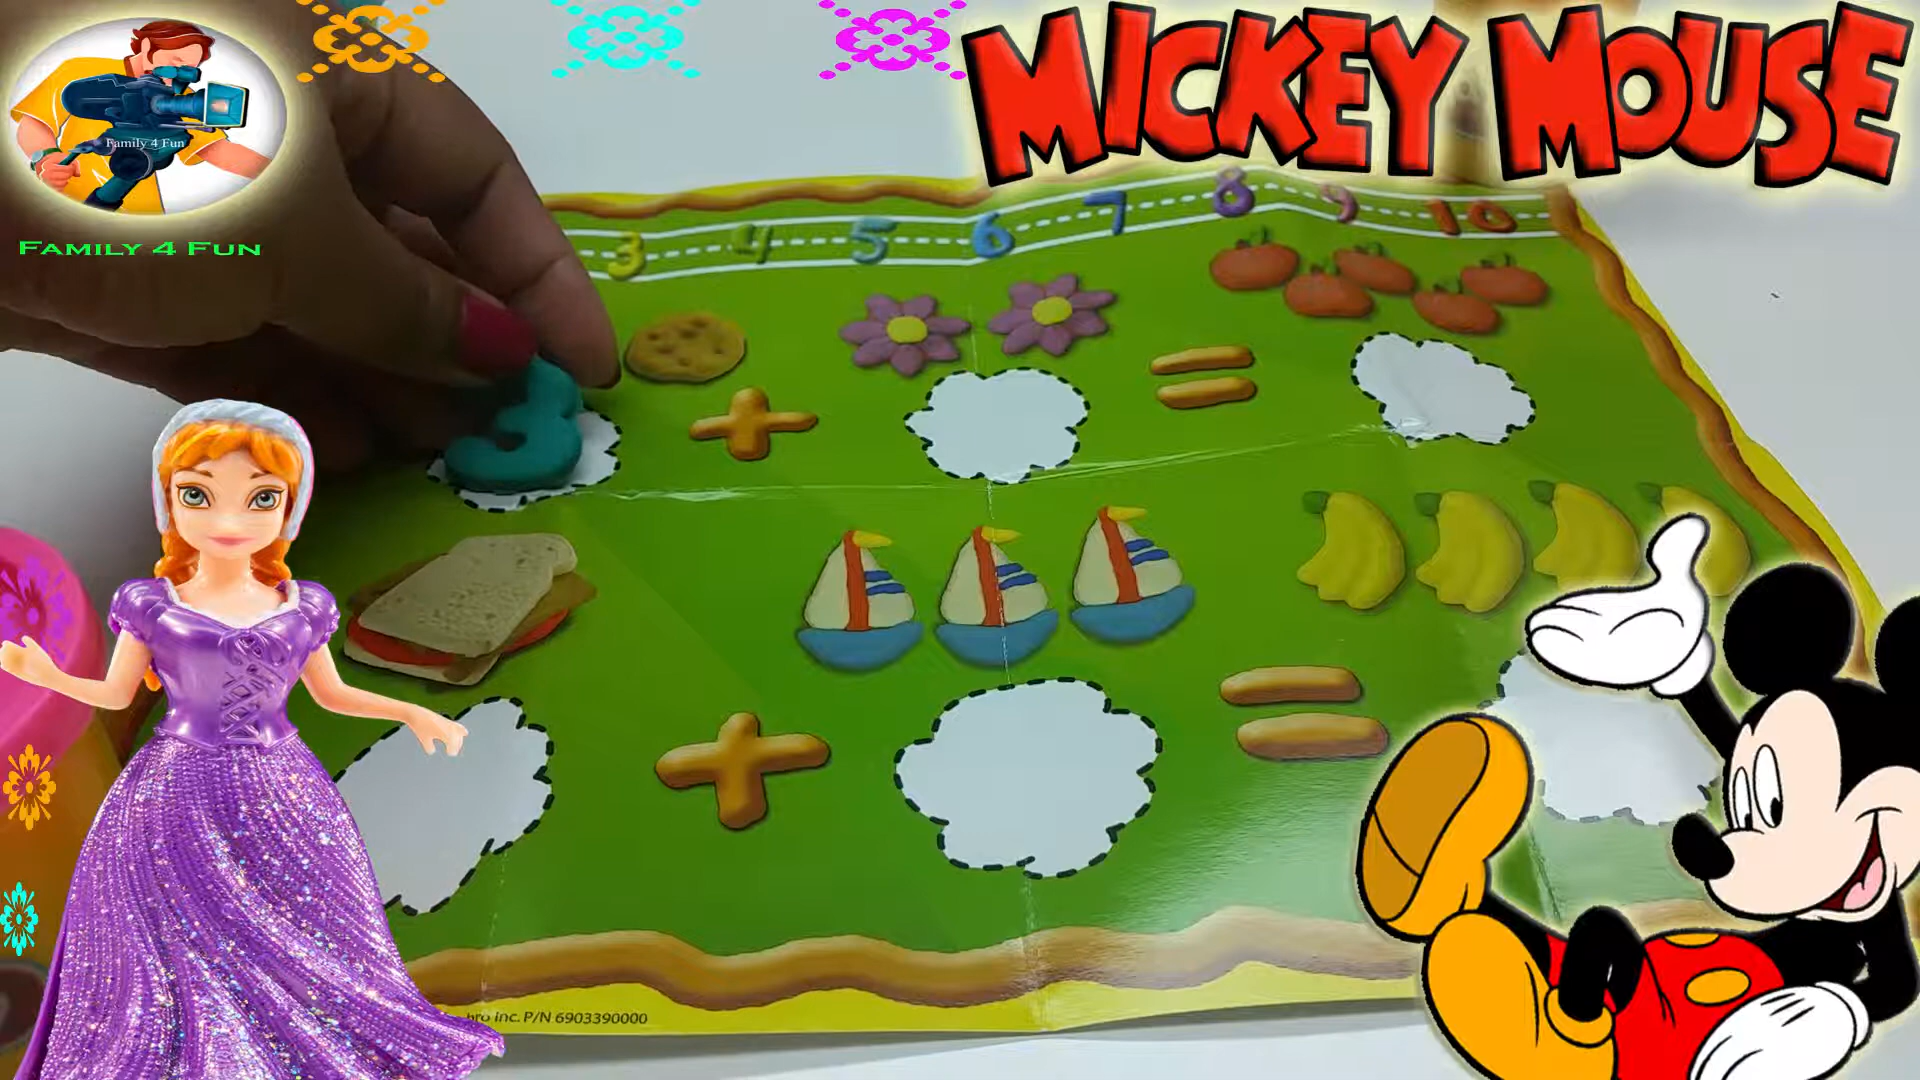 MICKEY MOUSE
Family 4 Fun
FAMILY 4 FUN
3 4 5 6 7 8 9 10
+ =
3
+ =
Inc. P/N 6903390000